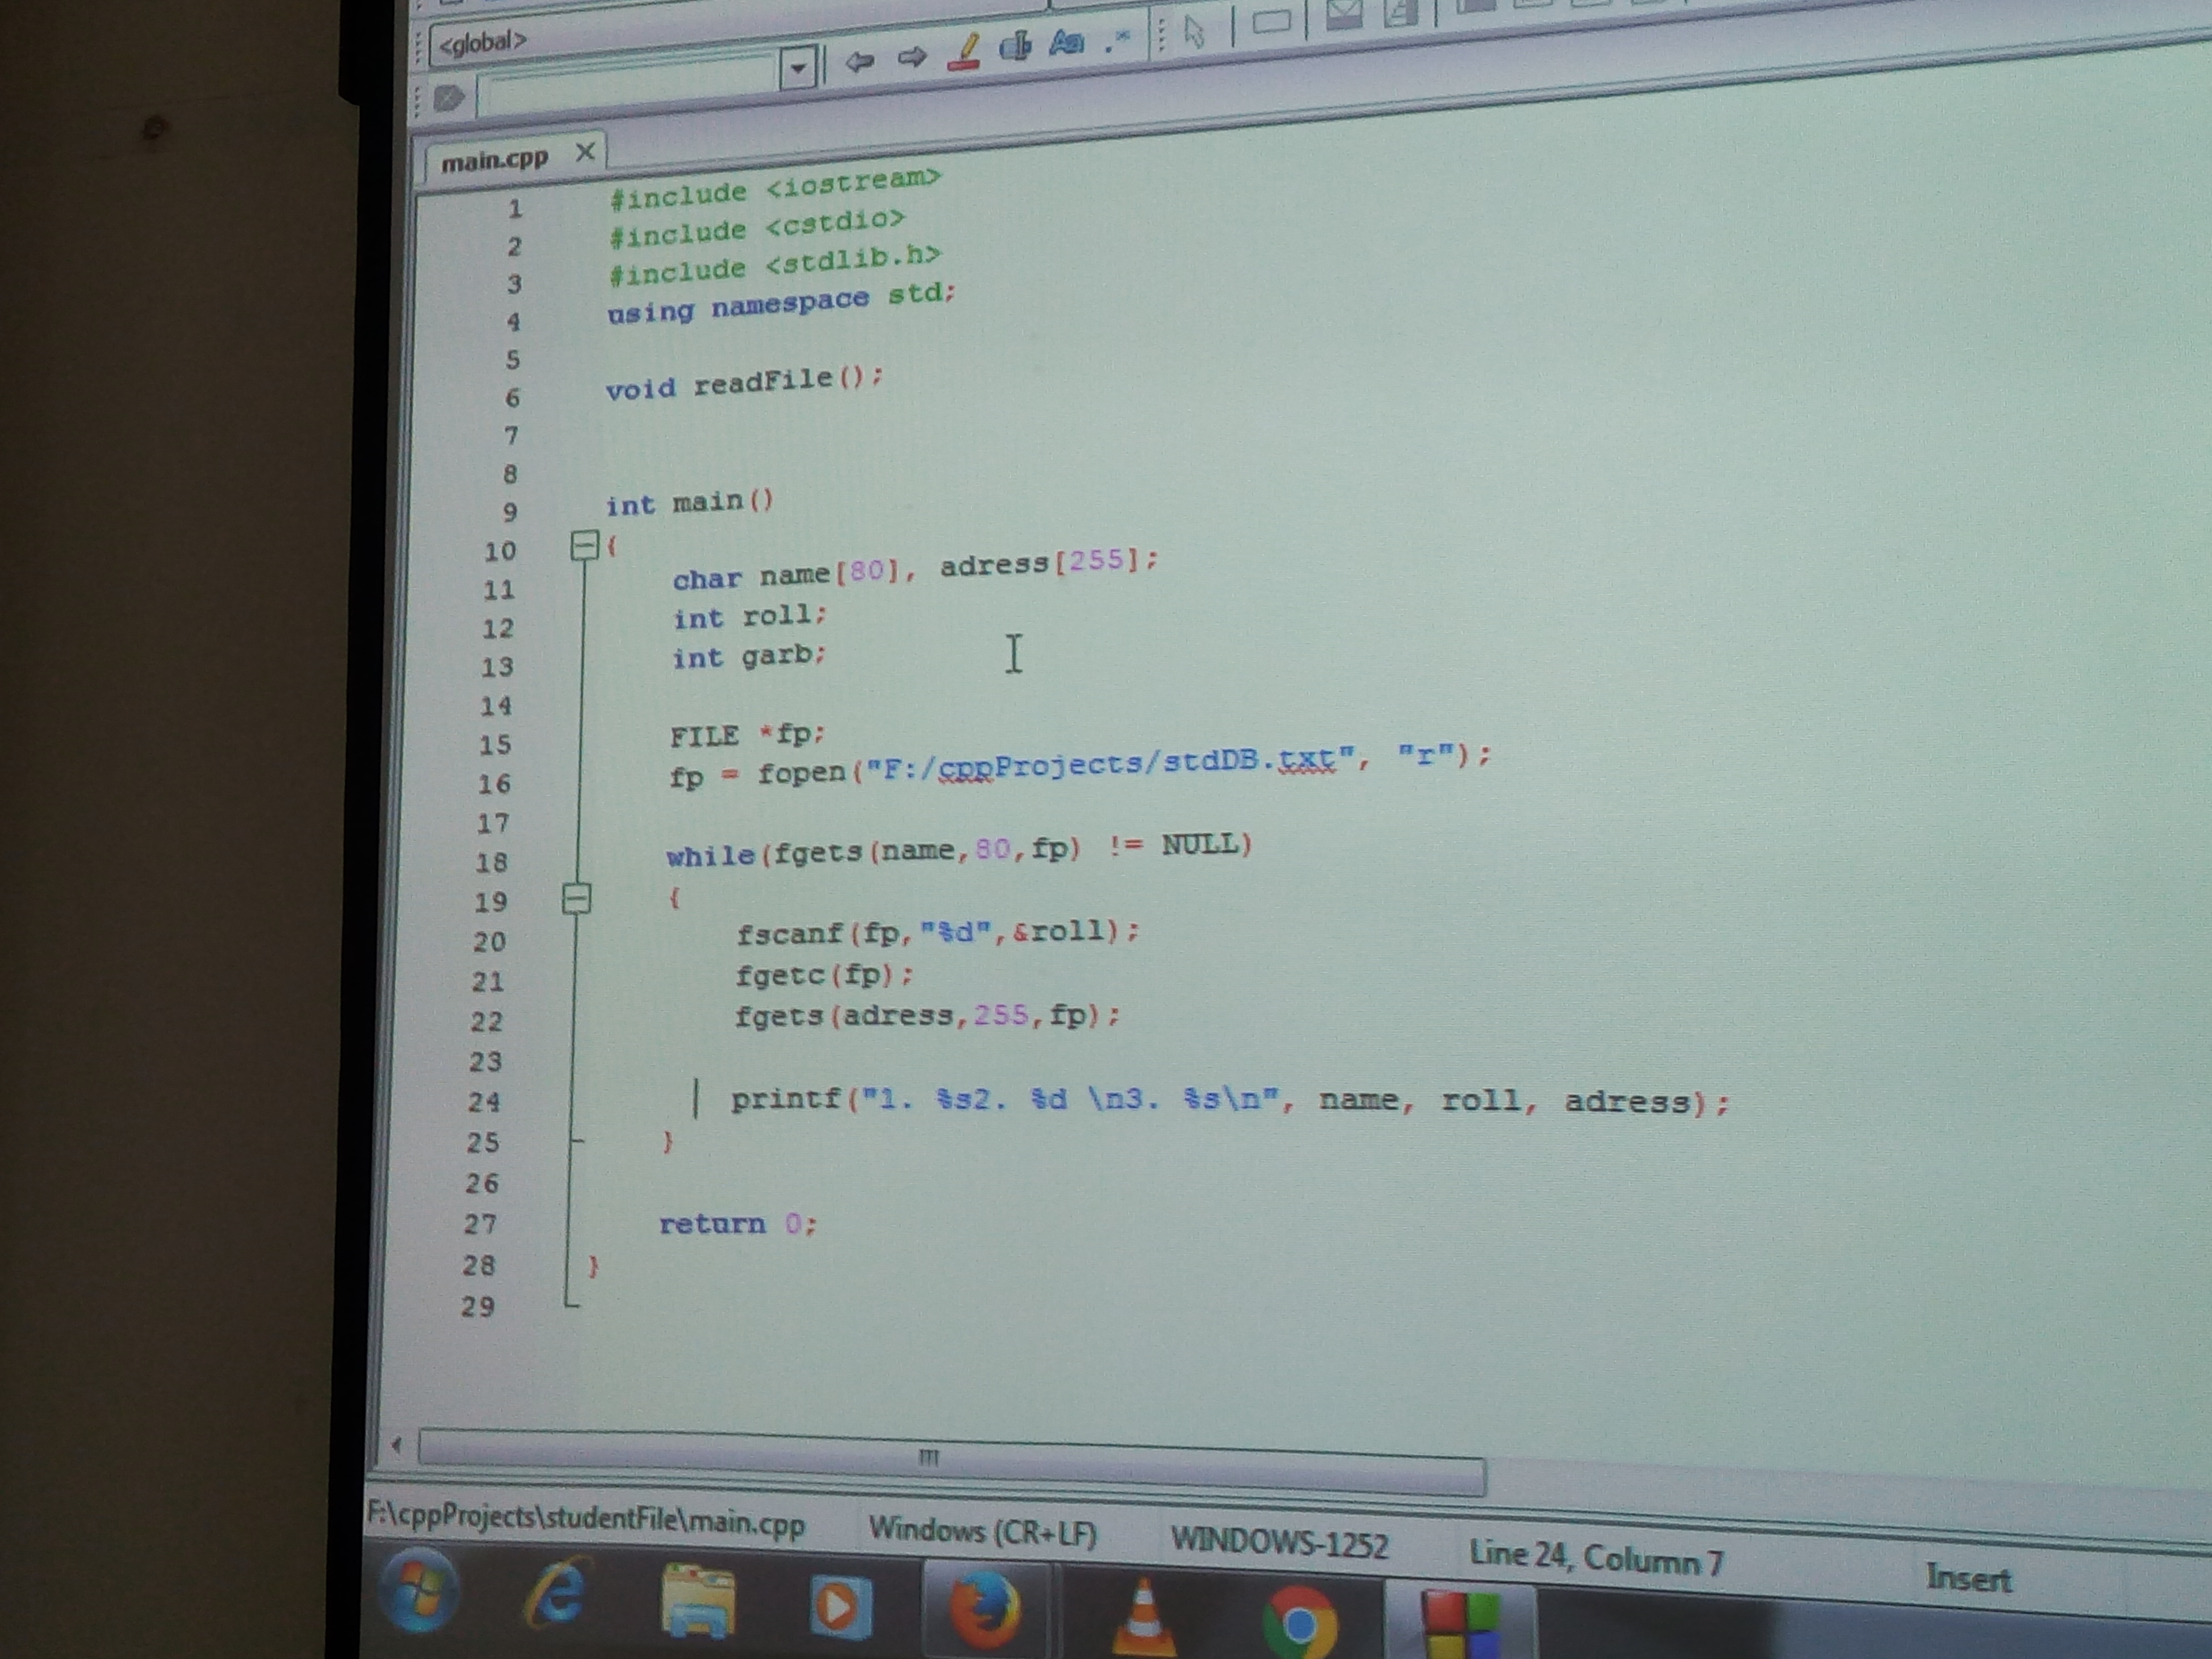 <global>
main.cpp
1 #include <iostream>
2 #include <cstdio>
3 #include <stdlib.h>
4 using namespace std;
5
6 void readFile();
7
8
9 int main()
10 {
11 char name[80], adress[255];
12 int roll;
13 int garb;
14
15 FILE *fp;
16 fp = fopen("F:/cppProjects/stdDB.txt", "r");
17
18 while(fgets(name,80,fp) != NULL)
19 {
20 fscanf(fp,"%d",&roll);
21 fgetc(fp);
22 fgets(adress,255,fp);
23
24 printf("1. %s2. %d \n3. %s\n", name, roll, adress);
25 }
26
27 return 0;
28 }
29
F:\cppProjects\studentFile\main.cpp Windows (CR+LF) WINDOWS-1252 Line 24, Column 7 Insert